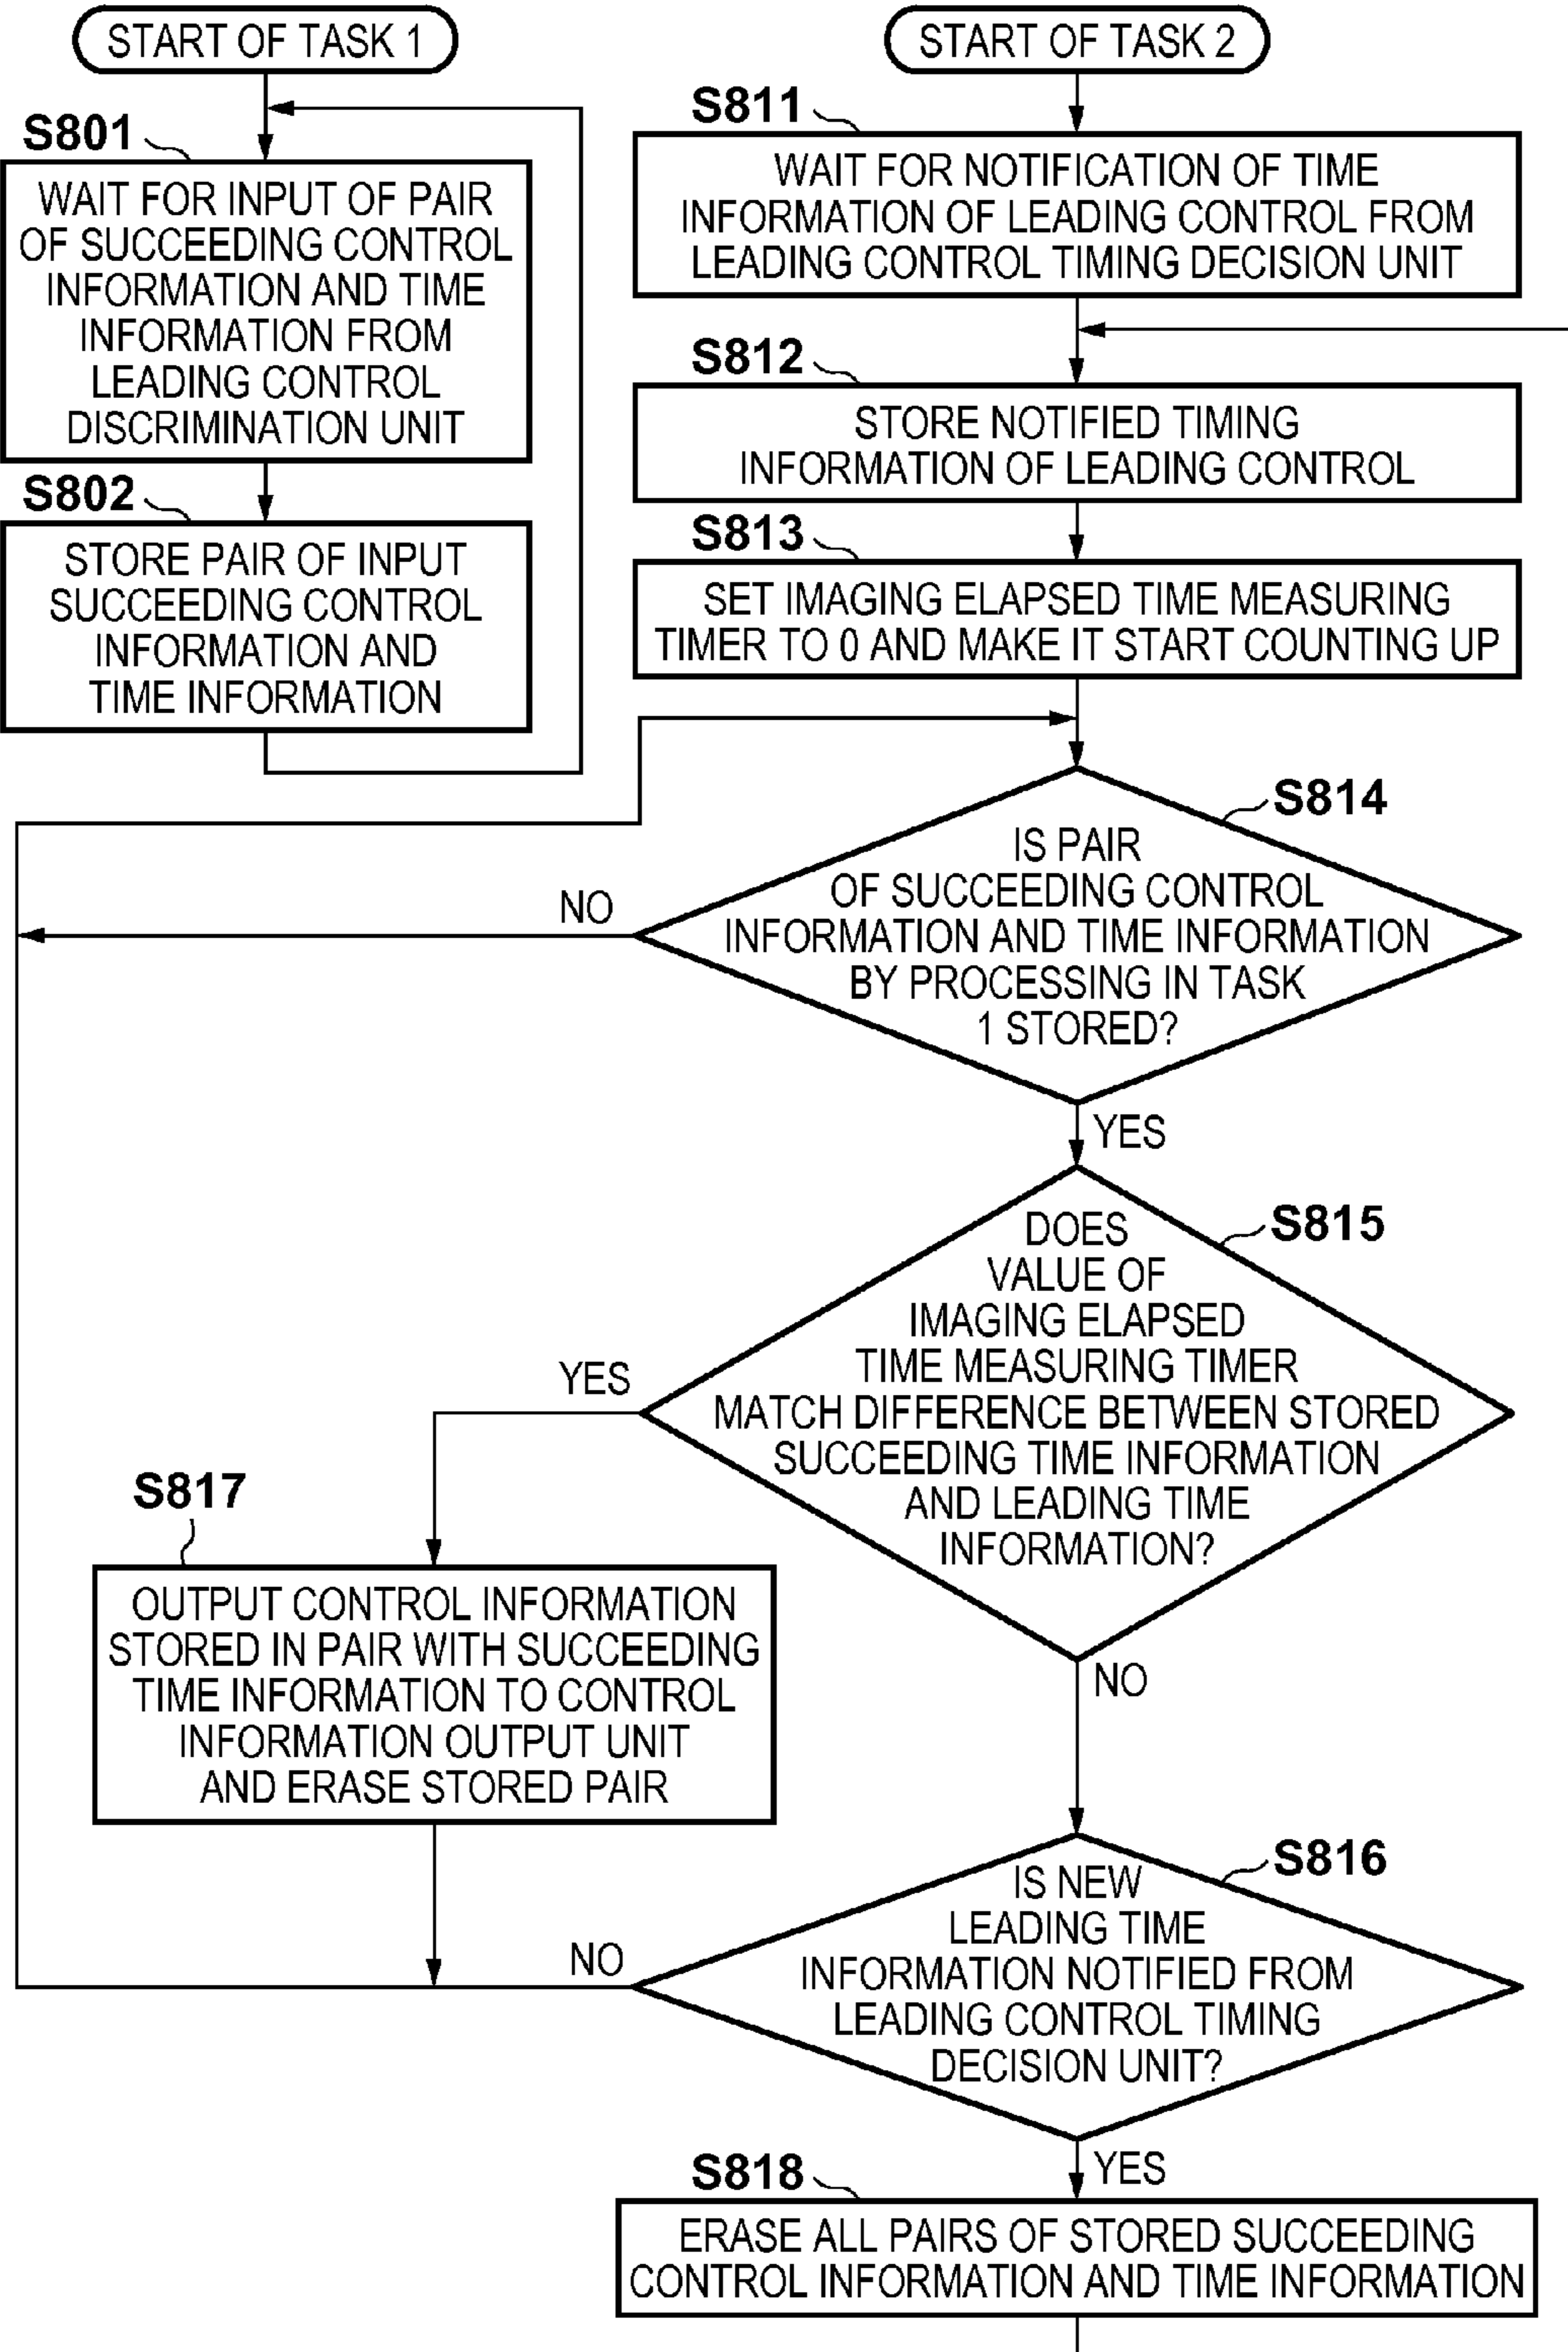 START OF TASK 1
S801
WAIT FOR INPUT OF PAIR
OF SUCCEEDING CONTROL
INFORMATION AND TIME
INFORMATION FROM
LEADING CONTROL
DISCRIMINATION UNIT
S802
STORE PAIR OF INPUT
SUCCEEDING CONTROL
INFORMATION AND
TIME INFORMATION
START OF TASK 2
S811
WAIT FOR NOTIFICATION OF TIME
INFORMATION OF LEADING CONTROL FROM
LEADING CONTROL TIMING DECISION UNIT
S812
STORE NOTIFIED TIMING
INFORMATION OF LEADING CONTROL
S813
SET IMAGING ELAPSED TIME MEASURING
TIMER TO 0 AND MAKE IT START COUNTING UP
S814
IS PAIR
OF SUCCEEDING CONTROL
INFORMATION AND TIME INFORMATION
BY PROCESSING IN TASK
1 STORED?
NO
YES
S815
DOES
VALUE OF
IMAGING ELAPSED
TIME MEASURING TIMER
MATCH DIFFERENCE BETWEEN STORED
SUCCEEDING TIME INFORMATION
AND LEADING TIME
INFORMATION?
YES
NO
S817
OUTPUT CONTROL INFORMATION
STORED IN PAIR WITH SUCCEEDING
TIME INFORMATION TO CONTROL
INFORMATION OUTPUT UNIT
AND ERASE STORED PAIR
S816
IS NEW
LEADING TIME
INFORMATION NOTIFIED FROM
LEADING CONTROL TIMING
DECISION UNIT?
NO
YES
S818
ERASE ALL PAIRS OF STORED SUCCEEDING
CONTROL INFORMATION AND TIME INFORMATION